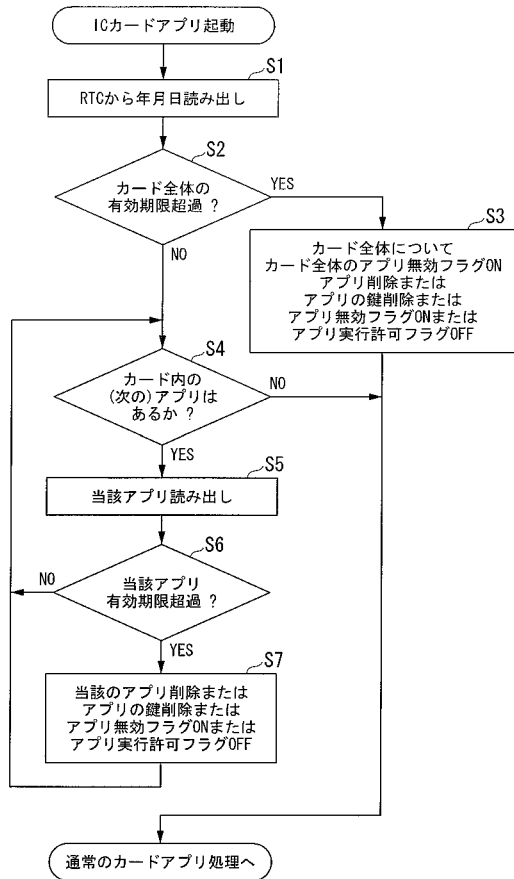 ICカードアプリ起動
S1
RTCから年月日読み出し
S2
カード全体の
有効期限超過 ?
YES
NO
S3
カード全体について
カード全体のアプリ無効フラグON
アプリ削除または
アプリの鍵削除または
アプリ無効フラグONまたは
アプリ実行許可フラグOFF
S4
カード内の
(次の)アプリは
あるか ?
NO
YES
S5
当該アプリ読み出し
S6
当該アプリ
有効期限超過 ?
NO
YES
S7
当該のアプリ削除または
アプリの鍵削除または
アプリ無効フラグONまたは
アプリ実行許可フラグOFF
通常のカードアプリ処理へ